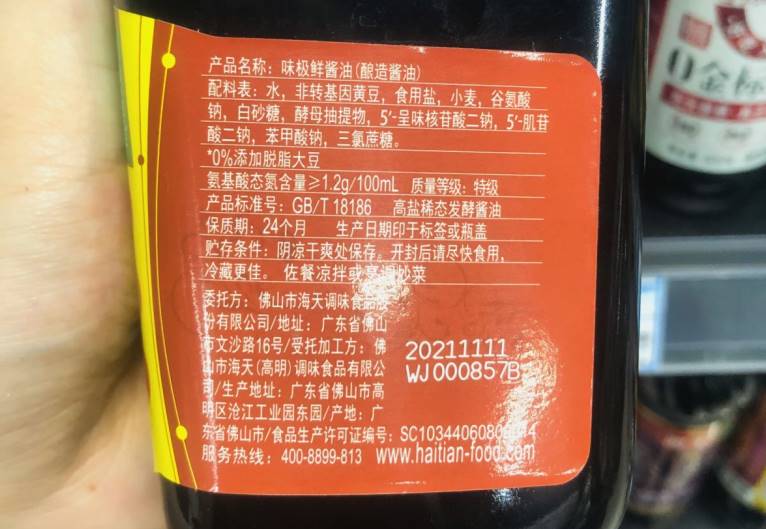 产品名称：味极鲜酱油(酿造酱油)
配料表：水，非转基因黄豆，食用盐，小麦，谷氨酸
钠，白砂糖，酵母抽提物，5′-呈味核苷酸二钠，5′-肌苷
酸二钠，苯甲酸钠，三氯蔗糖。
*0%添加脱脂大豆
氨基酸态氮含量≥1.2g/100mL 质量等级：特级
产品标准号：GB/T 18186 高盐稀态发酵酱油
保质期：24个月 生产日期印于标签或瓶盖
贮存条件：阴凉干爽处保存。开封后请尽快食用，
冷藏更佳。 佐餐凉拌或烹调炒菜
委托方：佛山市海天调味食品股
份有限公司/地址：广东省佛山
市文沙路16号/受托加工方：佛
山市海天(高明)调味食品有限公
司/生产地址：广东省佛山市高
明区沧江工业园东园/产地：广
东省佛山市/食品生产许可证编号：
服务热线：400-8899-813 www.haitian-food.com
20211111
WJ000857B
0金标